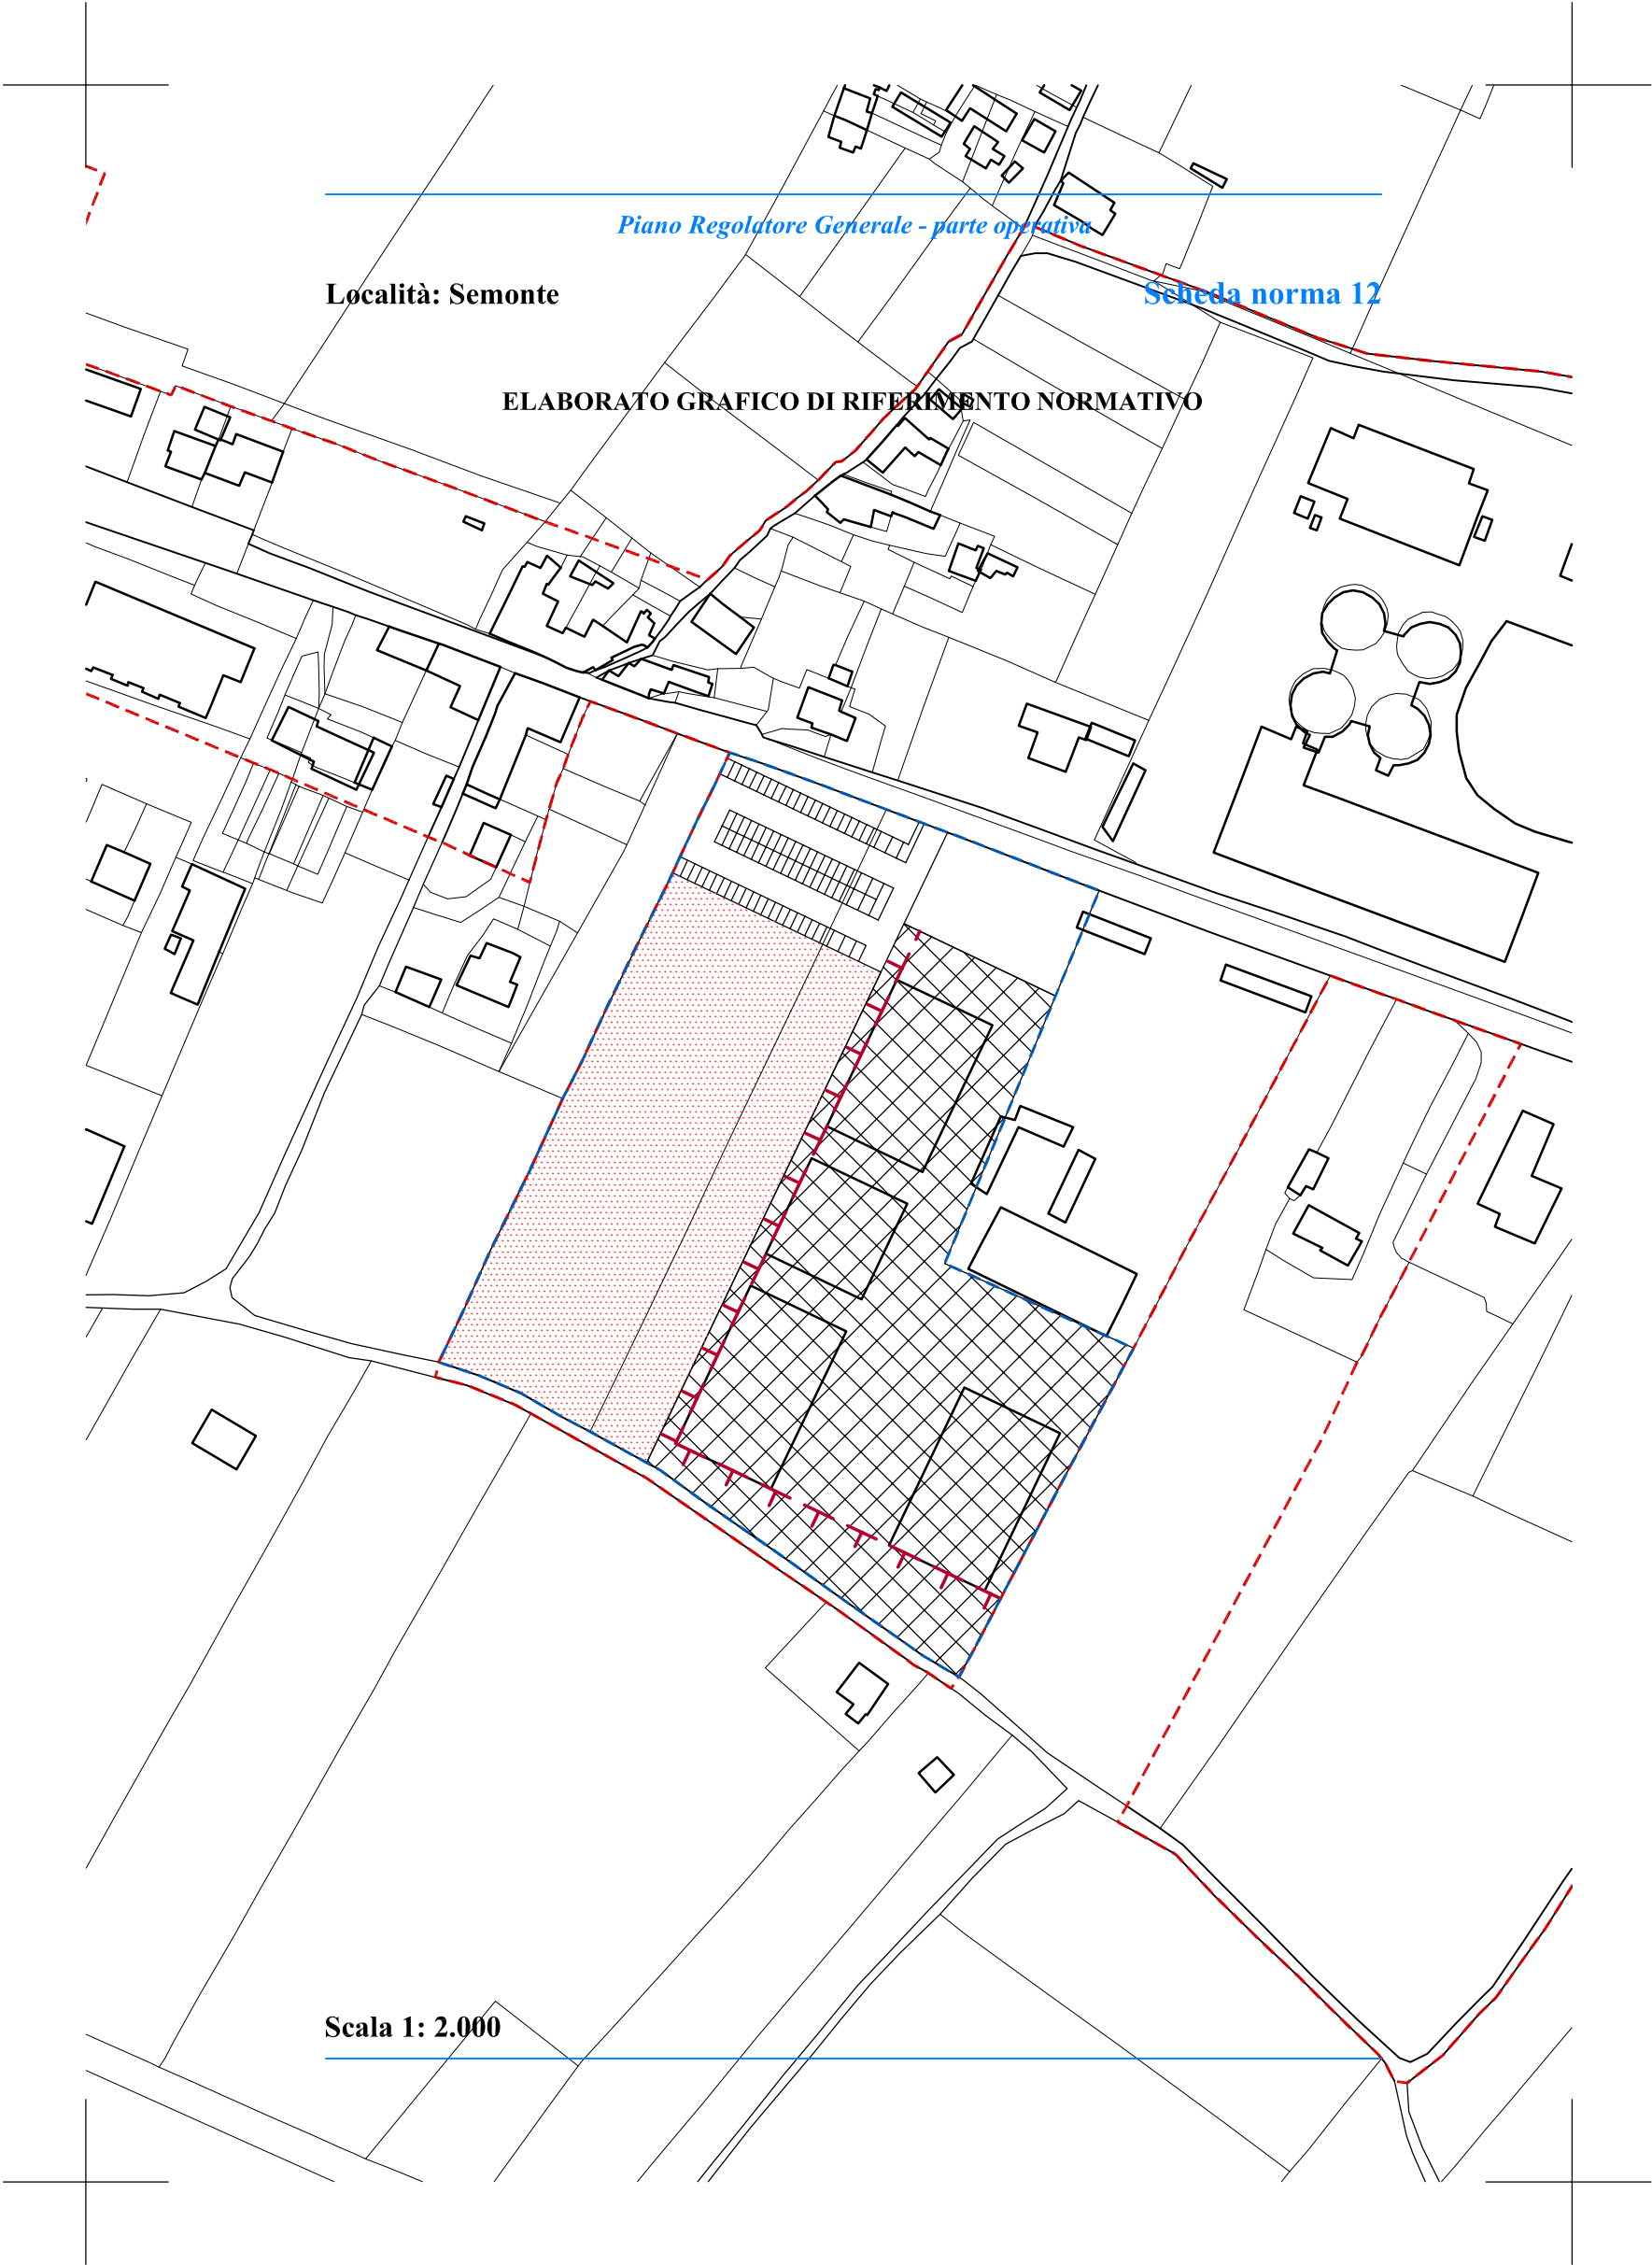 Piano Regolatore Generale - parte operativa
Località: Semonte
Scheda norma 12
ELABORATO GRAFICO DI RIFERIMENTO NORMATIVO
Scala 1: 2.000